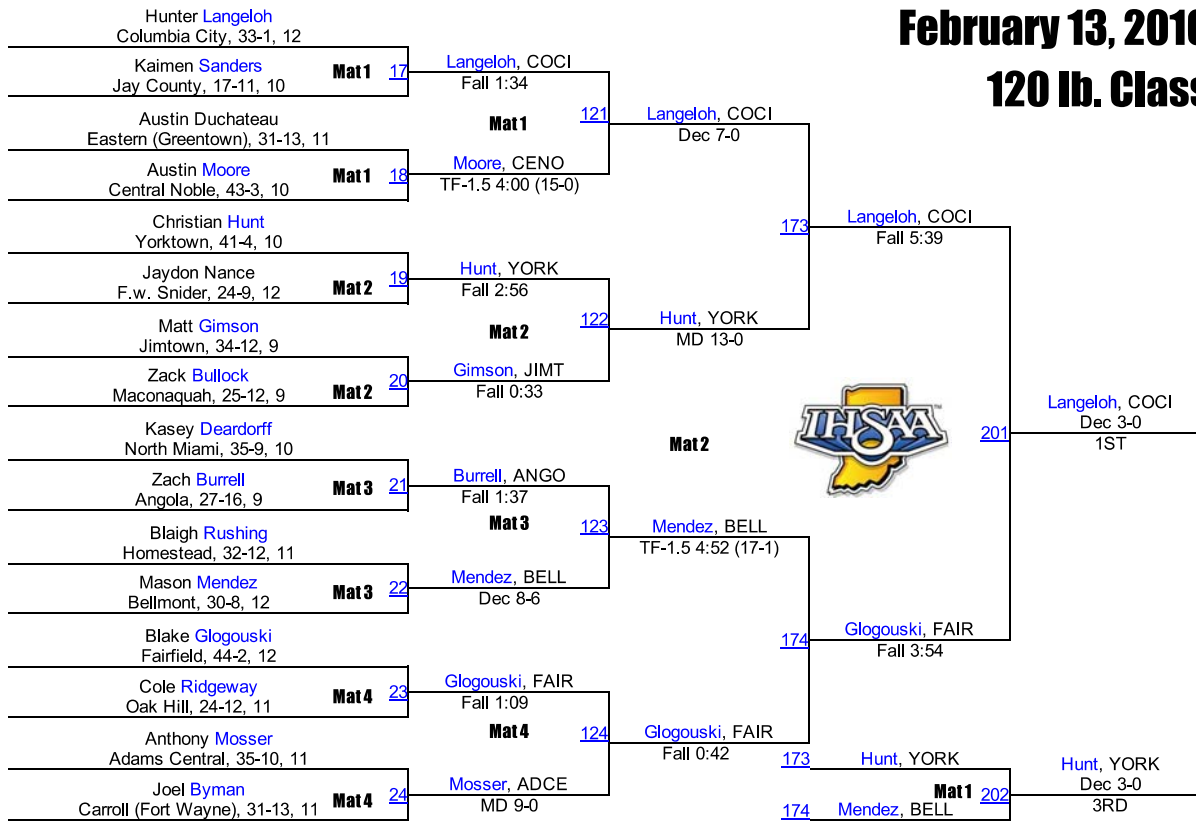 February 13, 2016
120 lb. Class
Hunter Langeloh
Columbia City, 33-1, 12
Kaimen Sanders
Jay County, 17-11, 10
Mat 1 17
Austin Duchateau
Eastern (Greentown), 31-13, 11
Austin Moore
Central Noble, 43-3, 10
Mat 1 18
Christian Hunt
Yorktown, 41-4, 10
Jaydon Nance
F.w. Snider, 24-9, 12
Mat 2 19
Matt Gimson
Jimtown, 34-12, 9
Zack Bullock
Maconaquah, 25-12, 9
Mat 2 20
Kasey Deardorff
North Miami, 35-9, 10
Zach Burrell
Angola, 27-16, 9
Mat 3 21
Blaigh Rushing
Homestead, 32-12, 11
Mason Mendez
Bellmont, 30-8, 12
Mat 3 22
Blake Glogouski
Fairfield, 44-2, 12
Cole Ridgeway
Oak Hill, 24-12, 11
Mat 4 23
Anthony Mosser
Adams Central, 35-10, 11
Joel Byman
Carroll (Fort Wayne), 31-13, 11
Mat 4 24
Langeloh, COCI
Fall 1:34
Mat 1 121
Moore, CENO
TF-1.5 4:00 (15-0)
Hunt, YORK
Fall 2:56
Mat 2 122
Gimson, JIMT
Fall 0:33
Burrell, ANGO
Fall 1:37
Mat 3 123
Mendez, BELL
Dec 8-6
Glogouski, FAIR
Fall 1:09
Mat 4 124
Mosser, ADCE
MD 9-0
Langeloh, COCI
Dec 7-0
173
Hunt, YORK
MD 13-0
Mat 2
Mendez, BELL
TF-1.5 4:52 (17-1)
174
Glogouski, FAIR
Fall 0:42
Langeloh, COCI
Fall 5:39
IHSAA
201
Glogouski, FAIR
Fall 3:54
Langeloh, COCI
Dec 3-0
1ST
173 Hunt, YORK
Mat 1 202
174 Mendez, BELL
Hunt, YORK
Dec 3-0
3RD